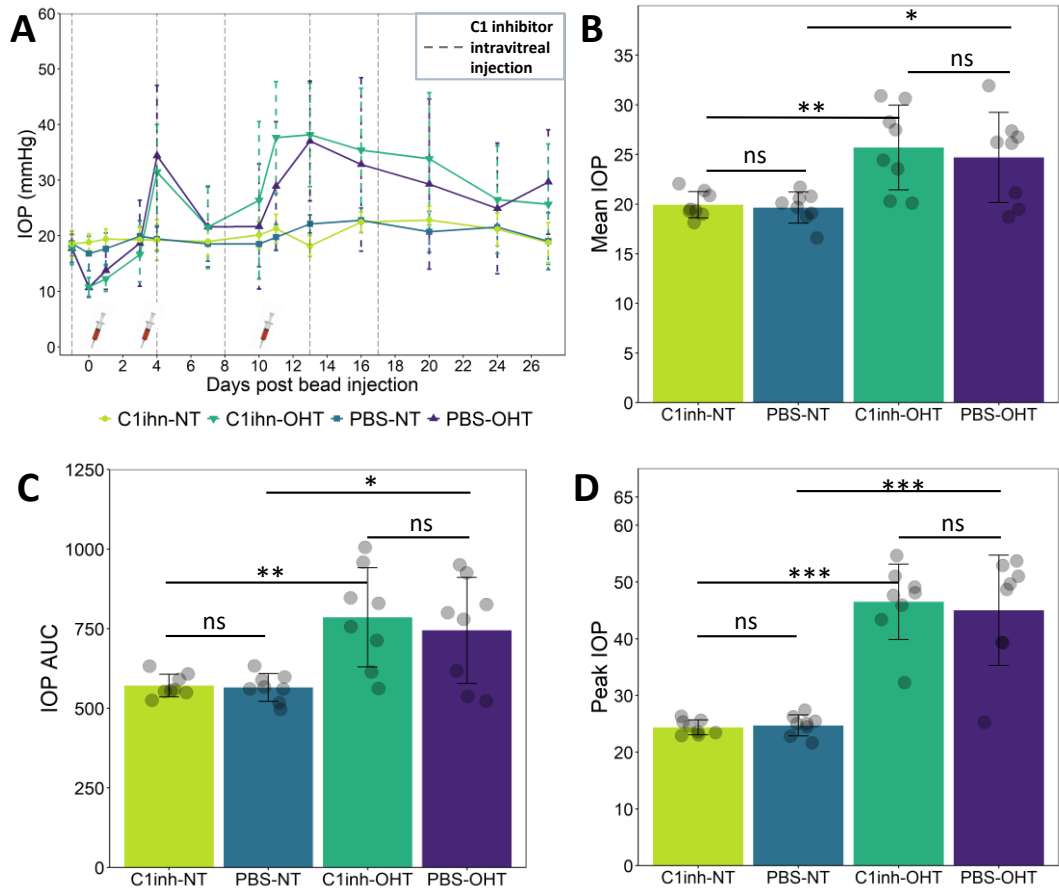 A
60
50
40
30
20
10
0
IOP (mmHg)
C1 inhibitor
intravitreal
injection
0 2 4 6 8 10 12 14 16 18 20 22 24 26
Days post bead injection
C1ihn-NT C1ihn-OHT PBS-NT PBS-OHT
B
35
30
25
20
15
10
5
0
Mean IOP
*
ns
**
ns
C1inh-NT PBS-NT C1inh-OHT PBS-OHT
C
1250
1000
750
500
250
0
IOP AUC
*
ns
**
ns
C1inh-NT PBS-NT C1inh-OHT PBS-OHT
D
65
60
50
40
30
20
10
0
Peak IOP
***
ns
***
ns
C1inh-NT PBS-NT C1inh-OHT PBS-OHT